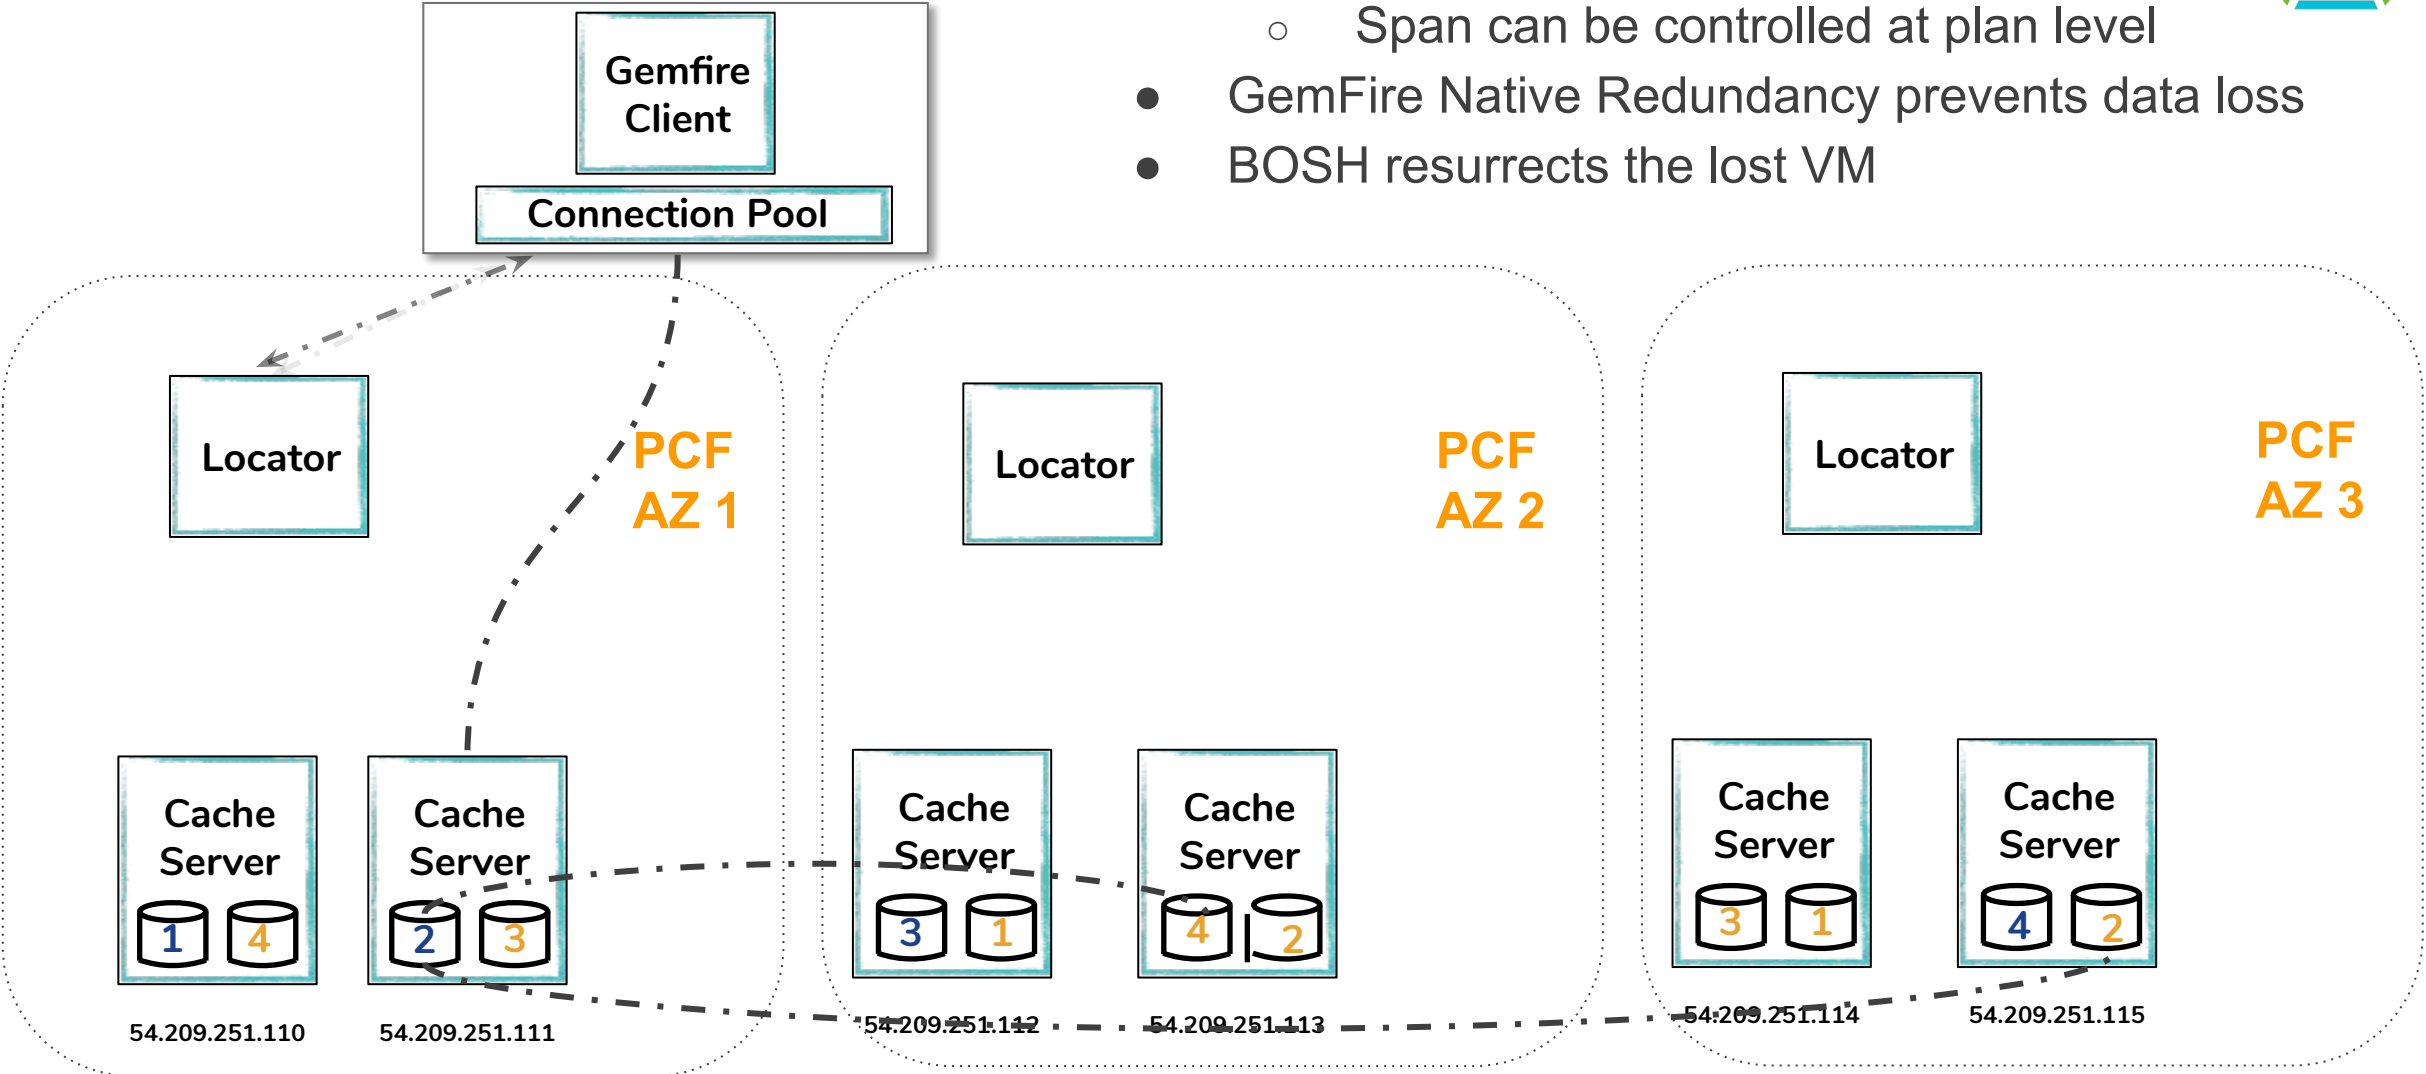 Span can be controlled at plan level
GemFire Native Redundancy prevents data loss
BOSH resurrects the lost VM
Gemfire
Client
Connection Pool
Locator
PCF
AZ 1
Cache
Server
1
4
54.209.251.110
Cache
Server
2
3
54.209.251.111
Locator
PCF
AZ 2
Cache
Server
3
1
54.209.251.112
Cache
Server
4
2
54.209.251.113
Locator
PCF
AZ 3
Cache
Server
3
1
54.209.251.114
Cache
Server
4
2
54.209.251.115